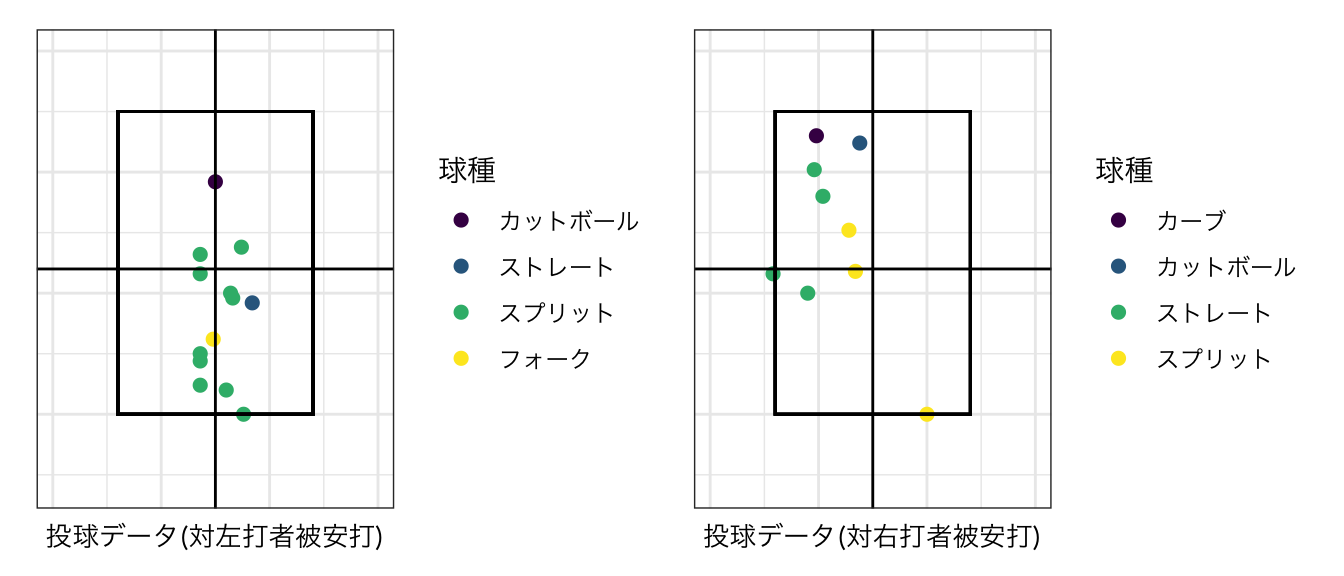 球種
カットボール
ストレート
スプリット
フォーク
投球データ(対左打者被安打)
球種
カーブ
カットボール
ストレート
スプリット
投球データ(対右打者被安打)